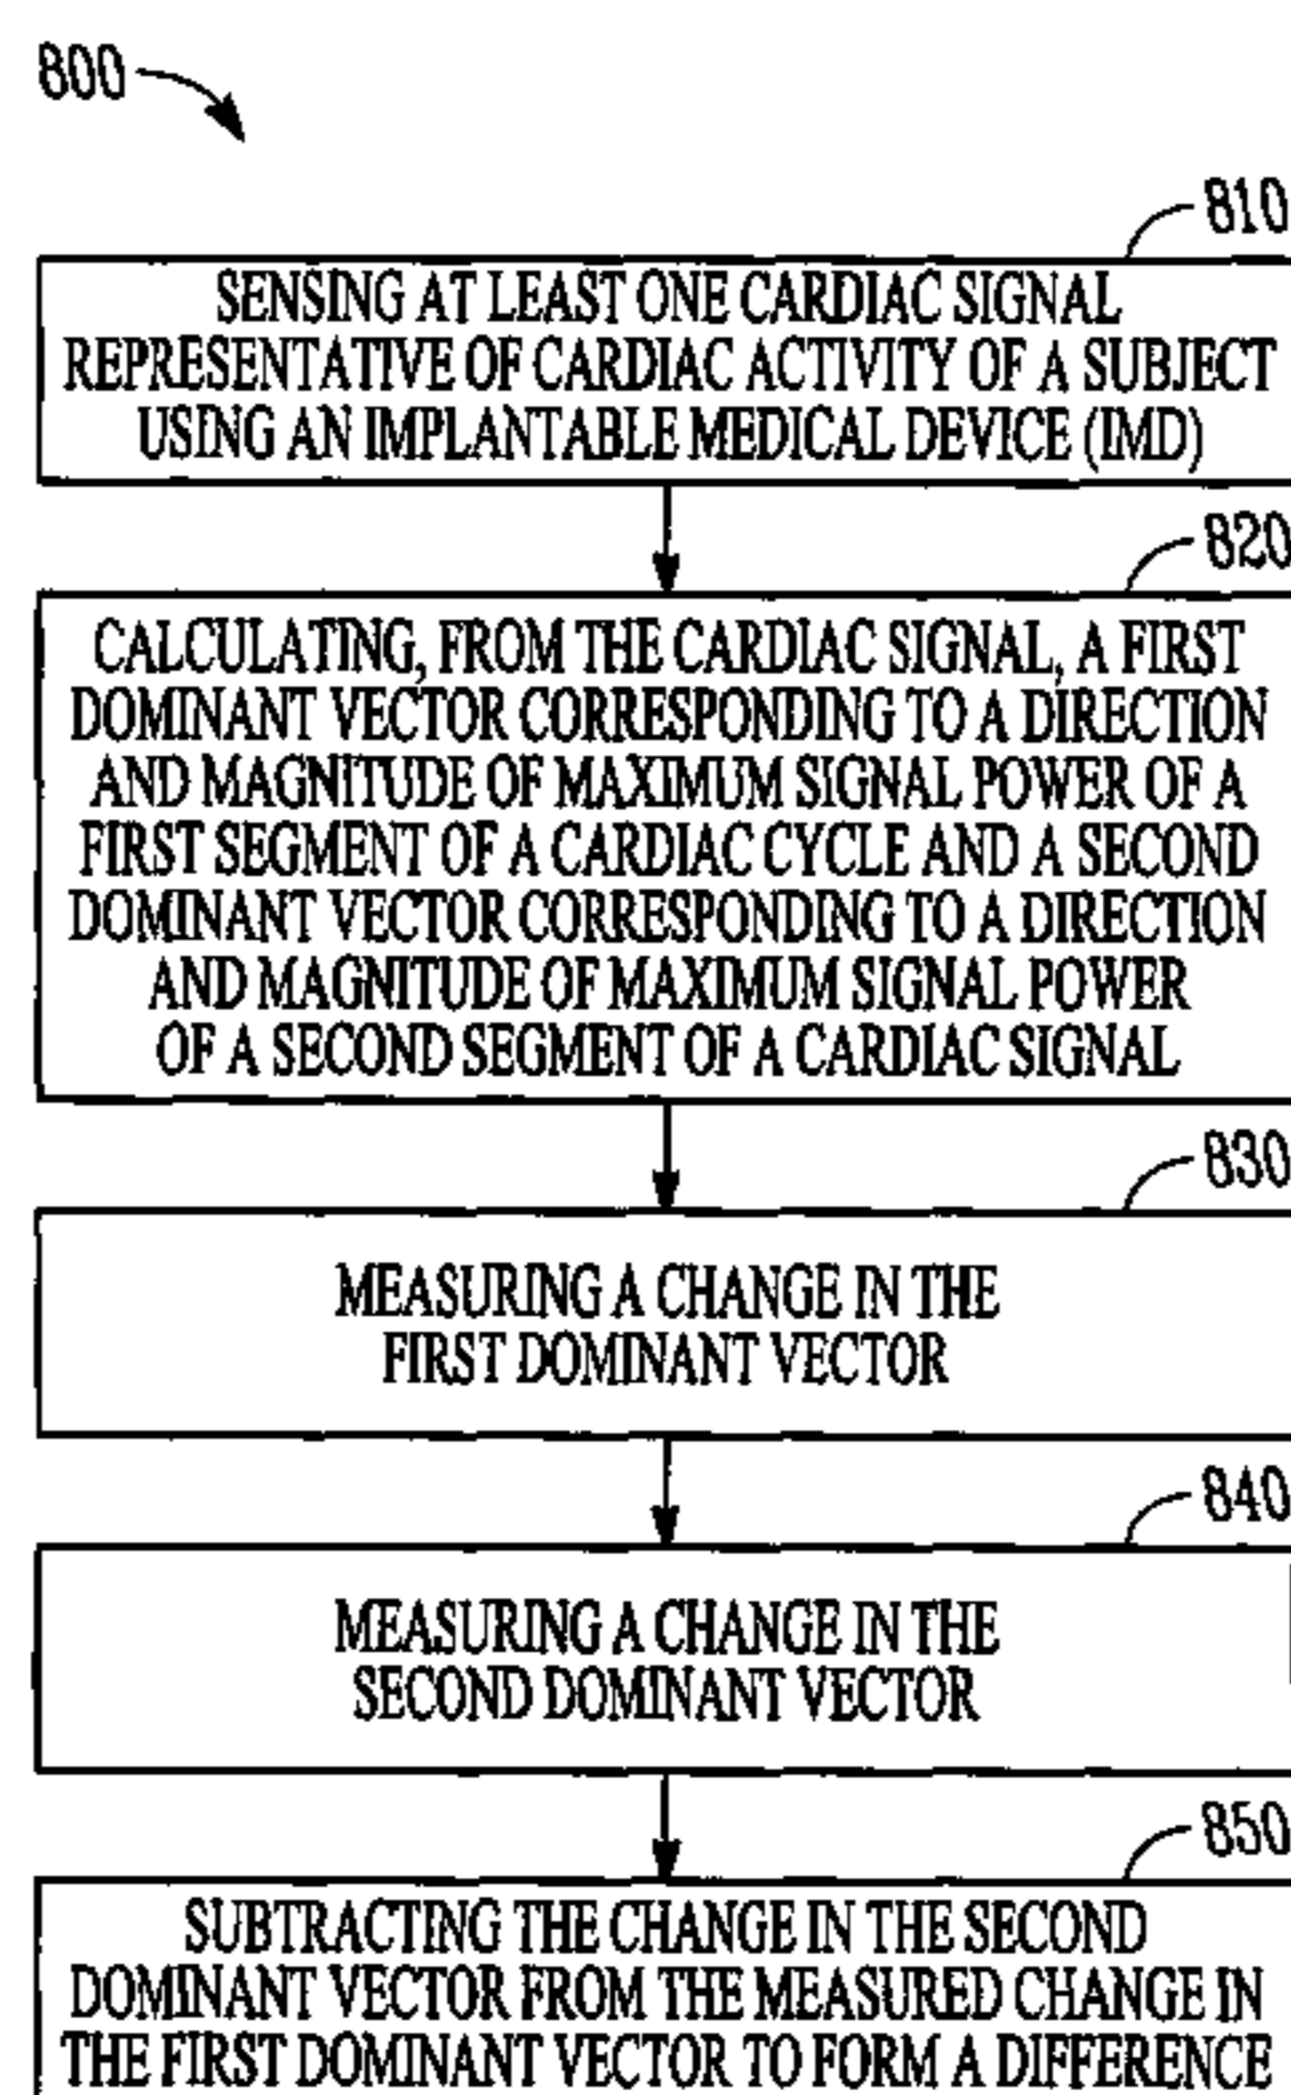 800
810
SENSING AT LEAST ONE CARDIAC SIGNAL
REPRESENTATIVE OF CARDIAC ACTIVITY OF A SUBJECT
USING AN IMPLANTABLE MEDICAL DEVICE (IMD)
820
CALCULATING, FROM THE CARDIAC SIGNAL, A FIRST
DOMINANT VECTOR CORRESPONDING TO A DIRECTION
AND MAGNITUDE OF MAXIMUM SIGNAL POWER OF A
FIRST SEGMENT OF A CARDIAC CYCLE AND A SECOND
DOMINANT VECTOR CORRESPONDING TO A DIRECTION
AND MAGNITUDE OF MAXIMUM SIGNAL POWER
OF A SECOND SEGMENT OF A CARDIAC SIGNAL
830
MEASURING A CHANGE IN THE
FIRST DOMINANT VECTOR
840
MEASURING A CHANGE IN THE
SECOND DOMINANT VECTOR
850
SUBTRACTING THE CHANGE IN THE SECOND
DOMINANT VECTOR FROM THE MEASURED CHANGE IN
THE FIRST DOMINANT VECTOR TO FORM A DIFFERENCE